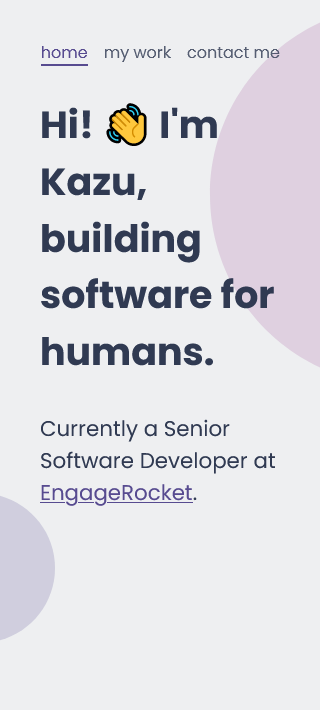 home my work contact me
Hi! 👋 I'm
Kazu,
building
software for
humans.
Currently a Senior
Software Developer at
EngageRocket.